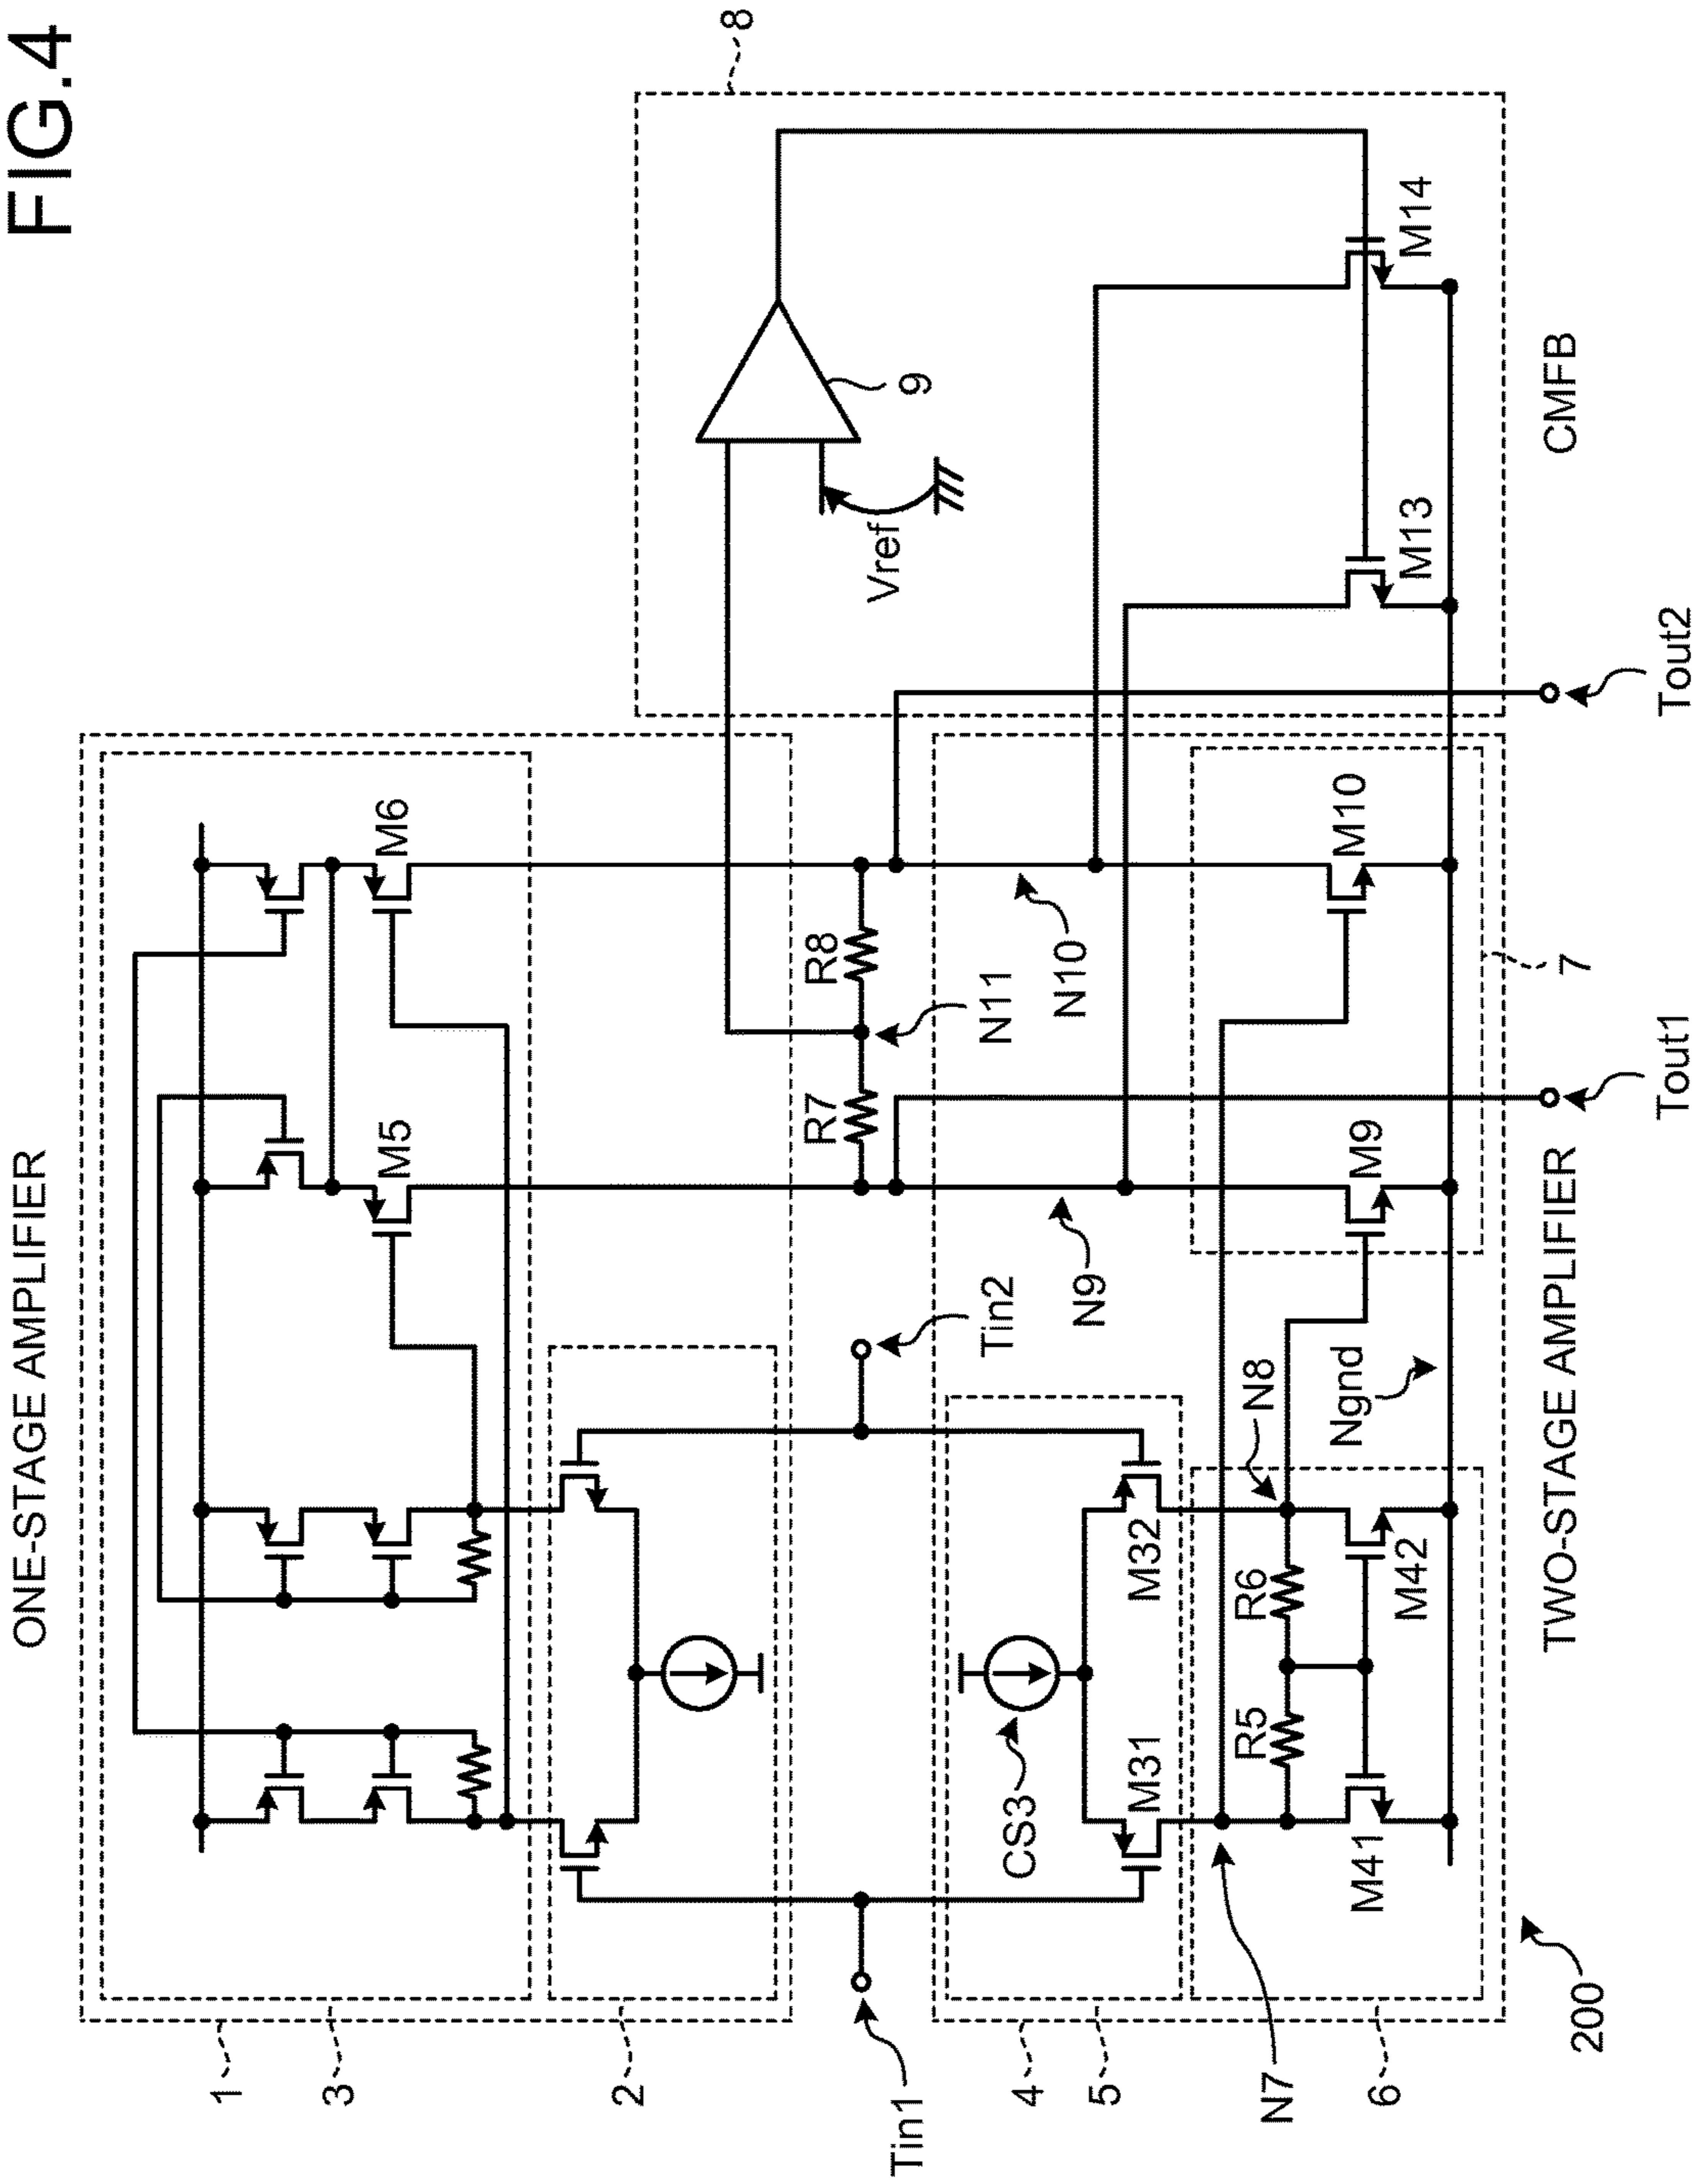 FIG.4
ONE-STAGE AMPLIFIER
1
3
2
M5
M6
R7
R8
8
9
Vref
N11
N10
N9
Tin1
Tin2
CS3
M31
M32
4
5
6
N7
N8
R5
R6
M41
M42
Ngnd
M9
M10
7
M13
M14
CMFB
Tout1
Tout2
TWO-STAGE AMPLIFIER
200